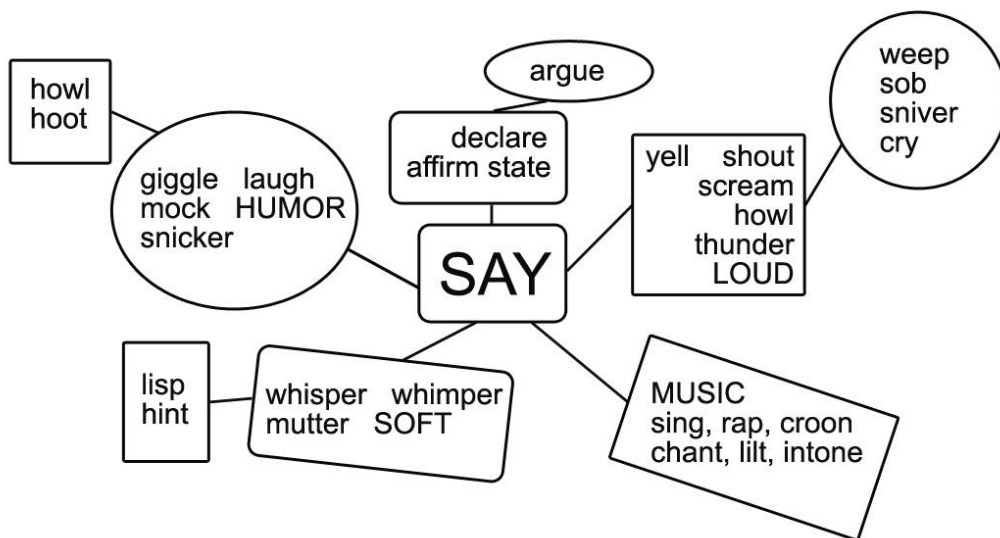 argue
weep
sob
sniver
cry
howl
hoot
declare
affirm state
yell shout
scream
howl
thunder
LOUD
giggle laugh
mock HUMOR
snicker
SAY
lisp
hint
whisper whimper
mutter SOFT
MUSIC
sing, rap, croon
chant, lilt, intone